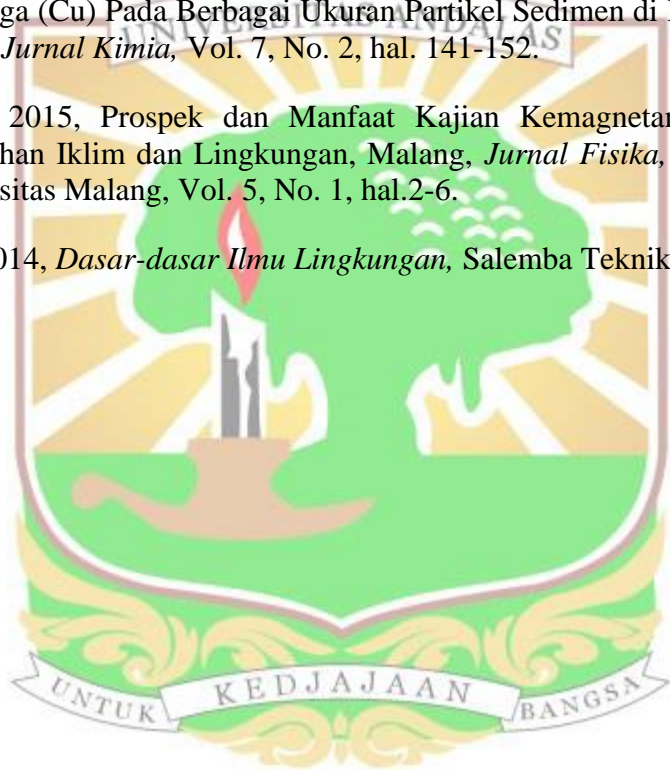 ga (Cu) Pada Berbagai Ukuran Partikel Sedimen di
Jurnal Kimia, Vol. 7, No. 2, hal. 141-152.
UNIVERSITAS ANDALAS
2015, Prospek dan Manfaat Kajian Kemagnetan
han Iklim dan Lingkungan, Malang, Jurnal Fisika,
sitas Malang, Vol. 5, No. 1, hal.2-6.
014, Dasar-dasar Ilmu Lingkungan, Salemba Teknik
UNTUK KEDJAJAAN BANGSA